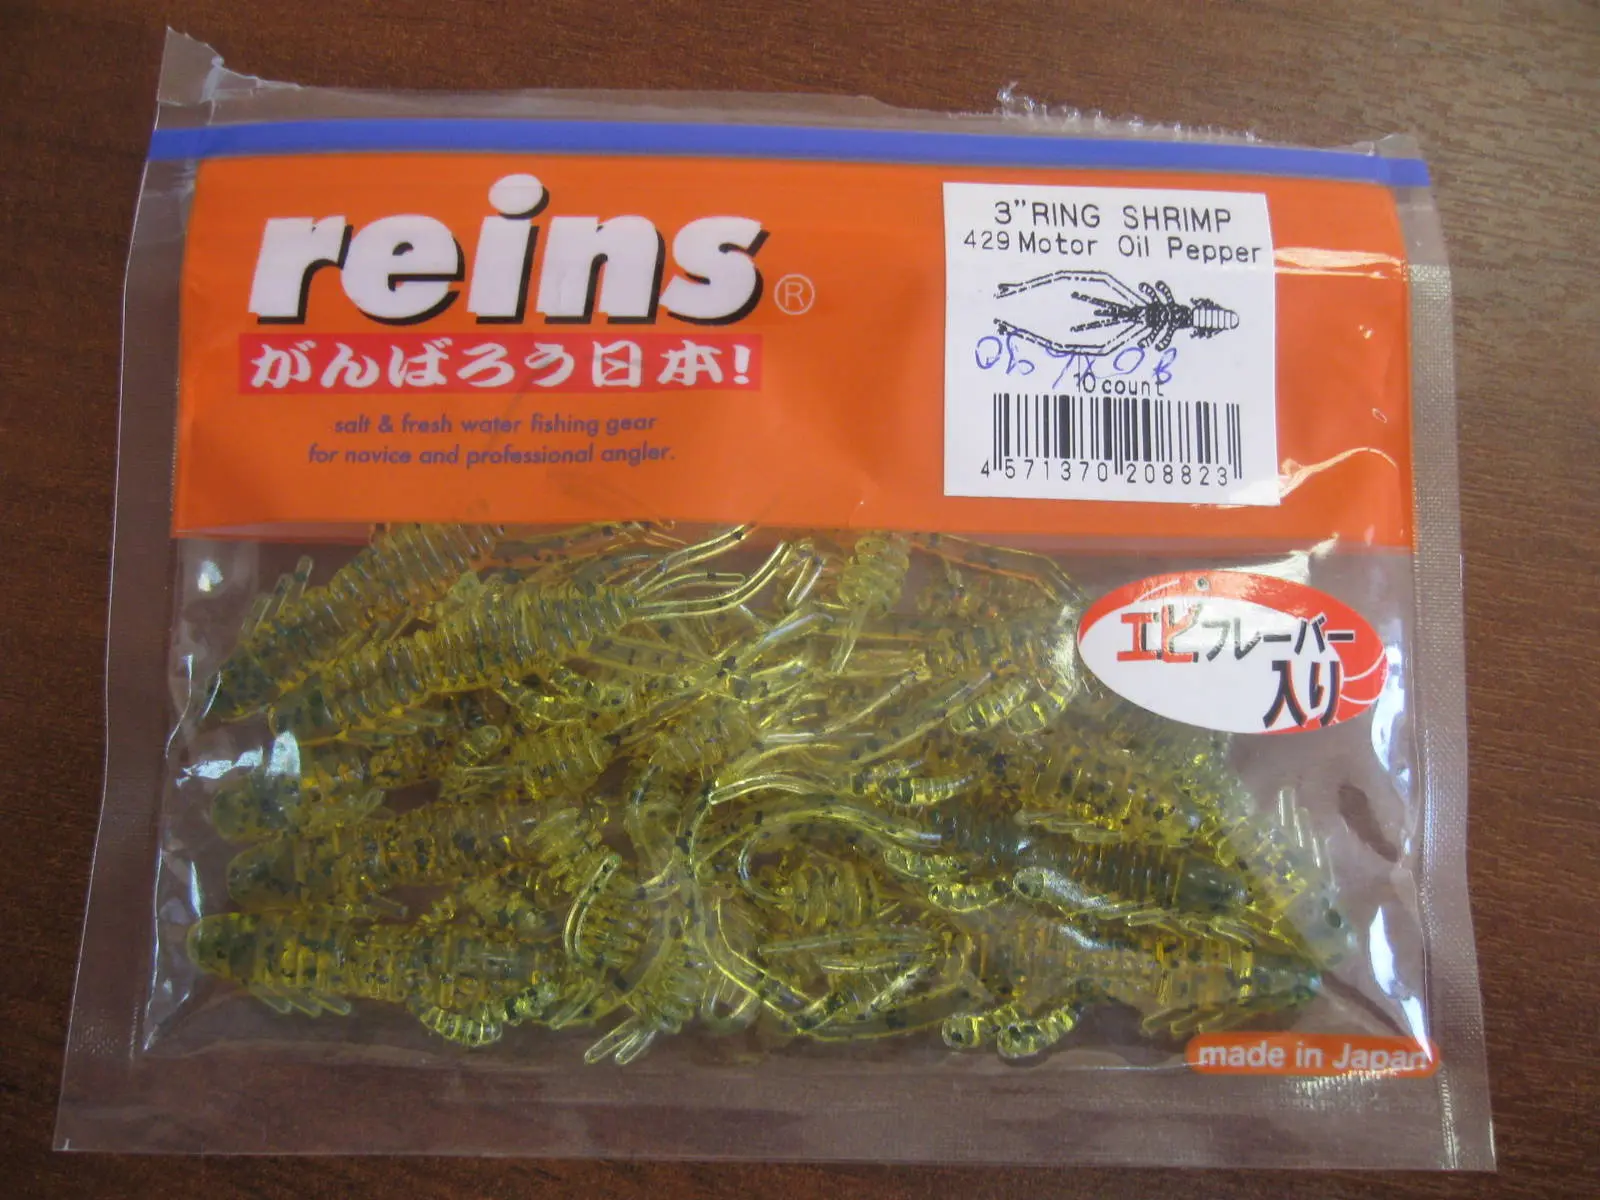 reins®
がんばろう日本!
salt & fresh water fishing gear
for novice and professional angler.
3"RING SHRIMP
429 Motor Oil Pepper
10 count
4 571370 208823
エビフレーバー
入り
made in Japan